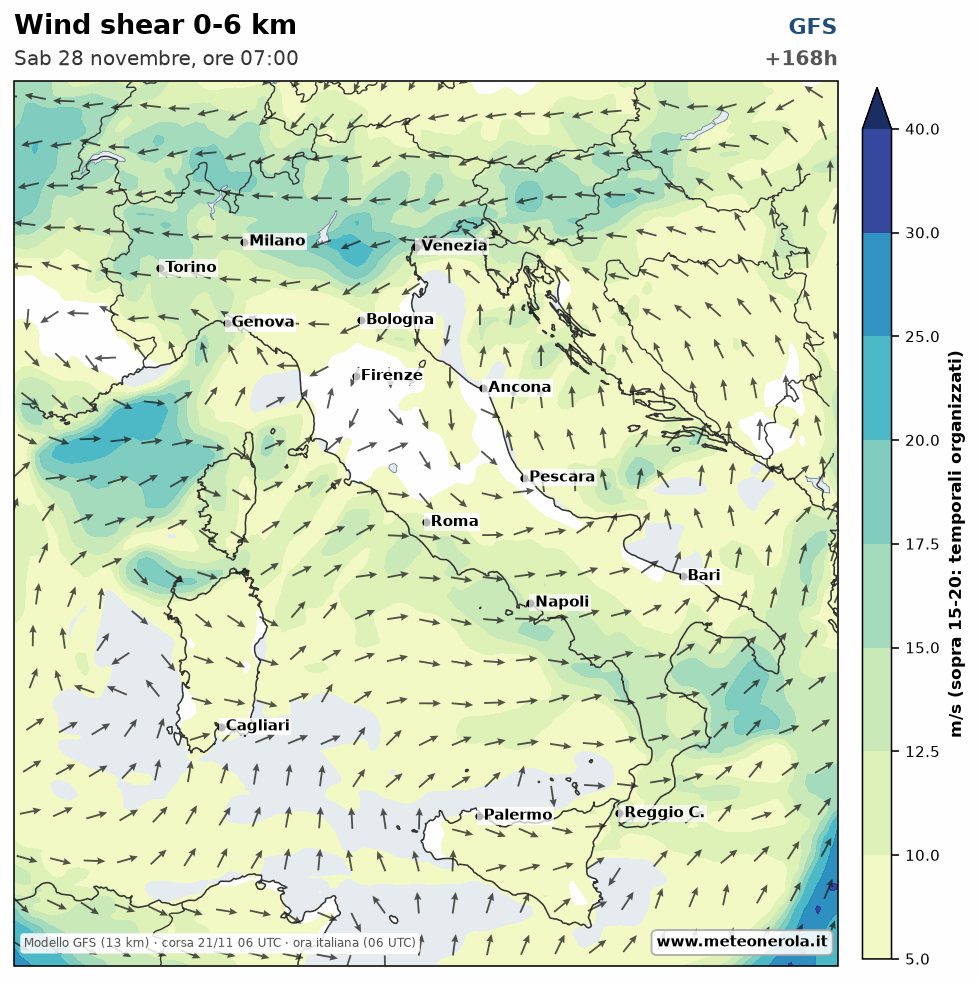 Wind shear 0-6 km
GFS
Sab 28 novembre, ore 07:00
+168h
40.0
30.0
25.0
20.0
17.5
15.0
12.5
10.0
5.0
m/s (sopra 15-20: temporali organizzati)
Milano
Venezia
Torino
Genova
Bologna
Firenze
Ancona
Pescara
Roma
Bari
Napoli
Cagliari
Palermo
Reggio C.
Modello GFS (13 km) · corsa 21/11 06 UTC · ora italiana (06 UTC)
www.meteonerola.it